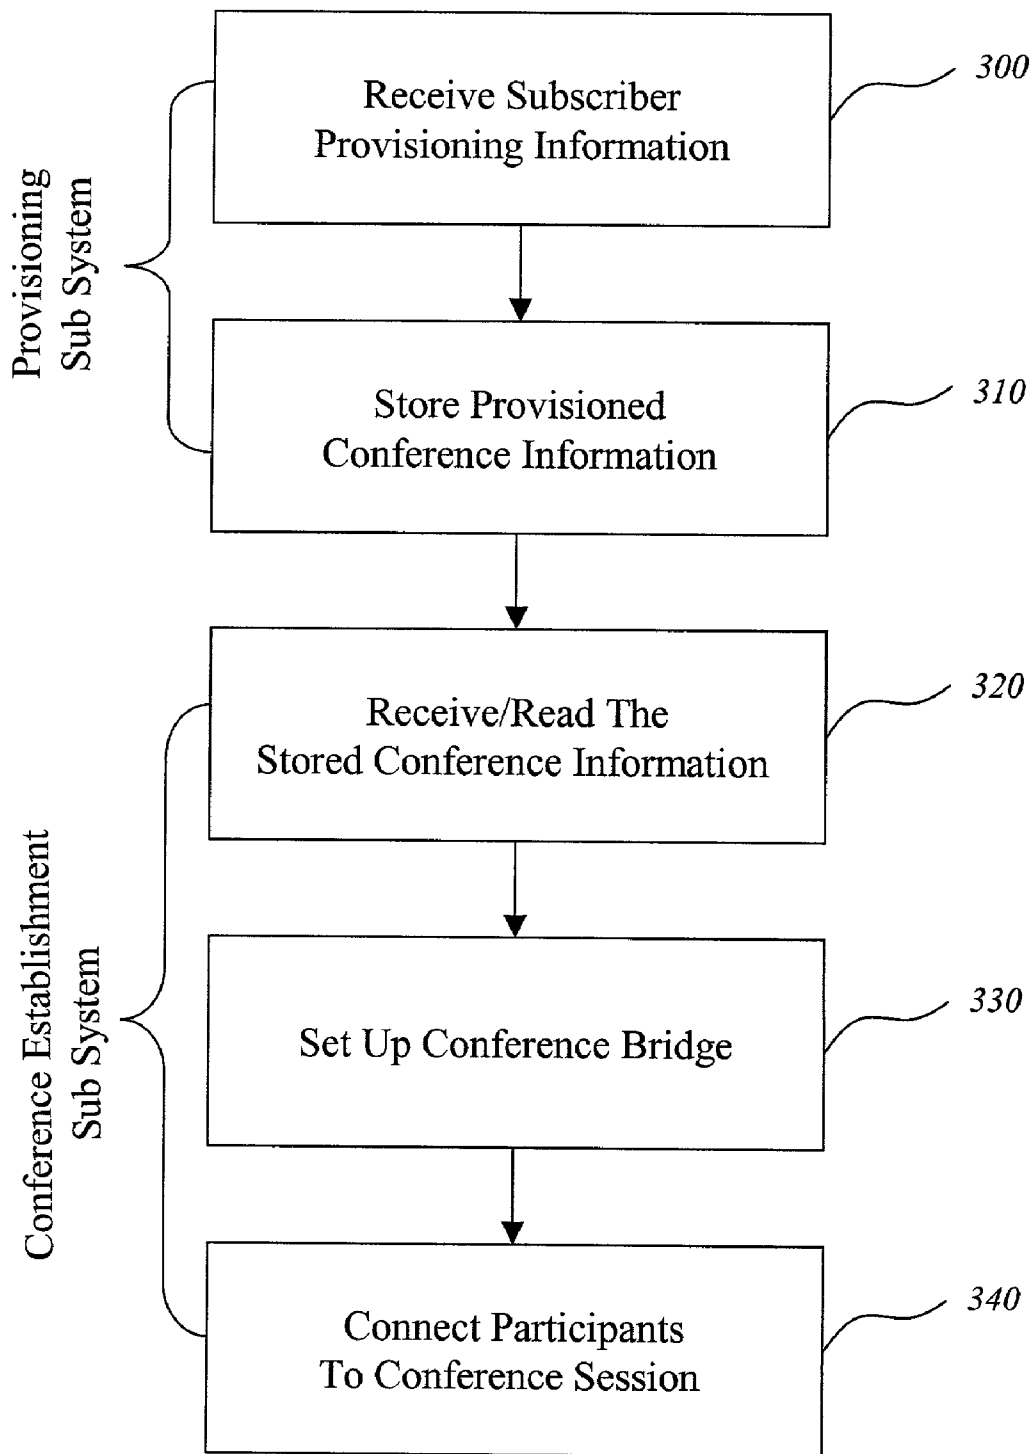 300
Receive Subscriber
Provisioning Information
Provisioning
Sub System
310
Store Provisioned
Conference Information
320
Receive/Read The
Stored Conference Information
Conference Establishment
Sub System
330
Set Up Conference Bridge
340
Connect Participants
To Conference Session